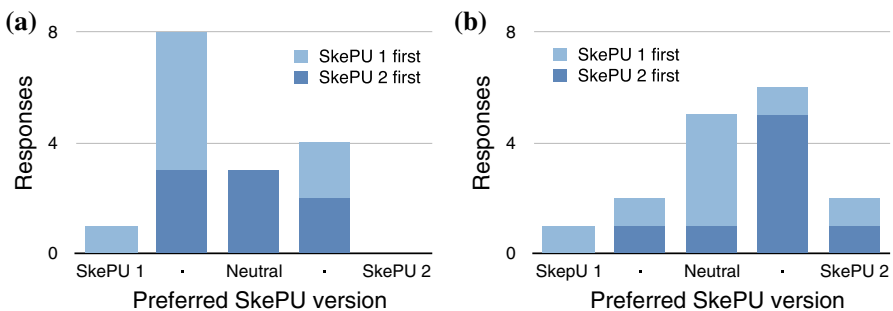 (a)
8
SkePU 1 first
SkePU 2 first
Responses
4
0
SkePU 1 · Neutral · SkePU 2
Preferred SkePU version
(b)
8
SkePU 1 first
SkePU 2 first
Responses
4
0
SkepU 1 · Neutral · SkePU 2
Preferred SkePU version